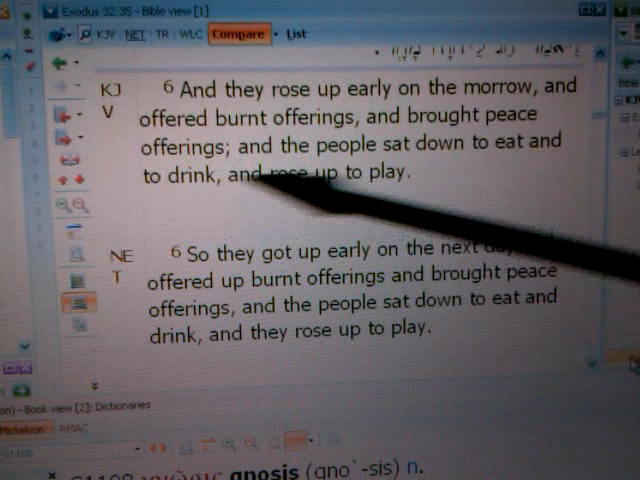 Exodus 32:35 - Bible view [1]
KJV NET TR WLC Compare List
KJ
V
6 And they rose up early on the morrow, and
offered burnt offerings, and brought peace
offerings; and the people sat down to eat and
to drink, and rose up to play.
NE
T
6 So they got up early on the next
offered up burnt offerings and brought peace
offerings, and the people sat down to eat and
drink, and they rose up to play.
on) - Book view [2]: Dictionaries
Mickelson RMAC
G1108
gnosis (gno`-sis) n.